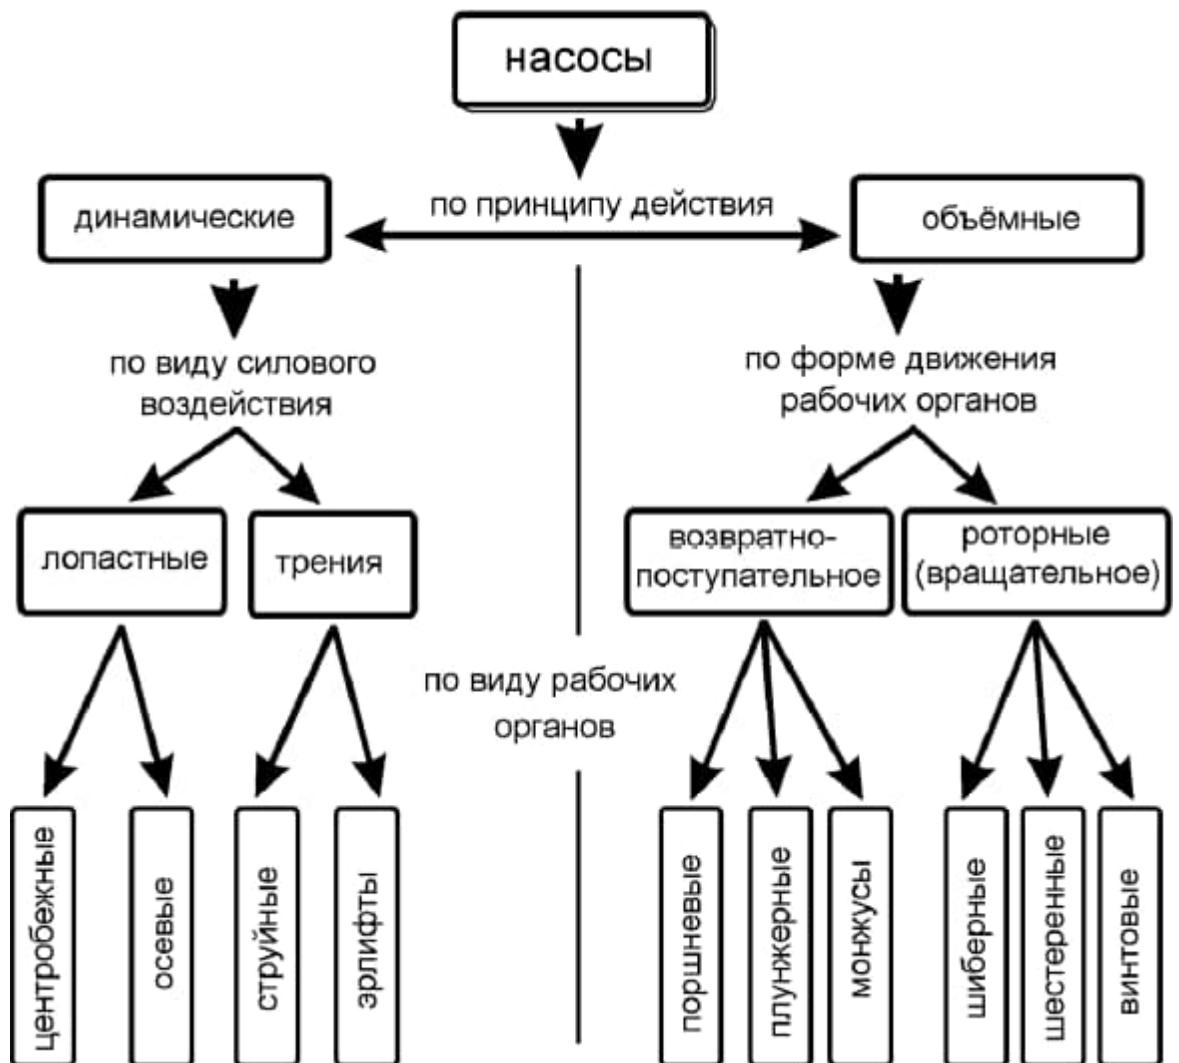 насосы
по принципу действия
динамические
объёмные
по виду силового
воздействия
по форме движения
рабочих органов
лопастные
трения
возвратно-
поступательное
роторные
(вращательное)
по виду рабочих
органов
центробежные
осевые
струйные
эрлифты
поршневые
плунжерные
монжусы
шиберные
шестеренные
винтовые